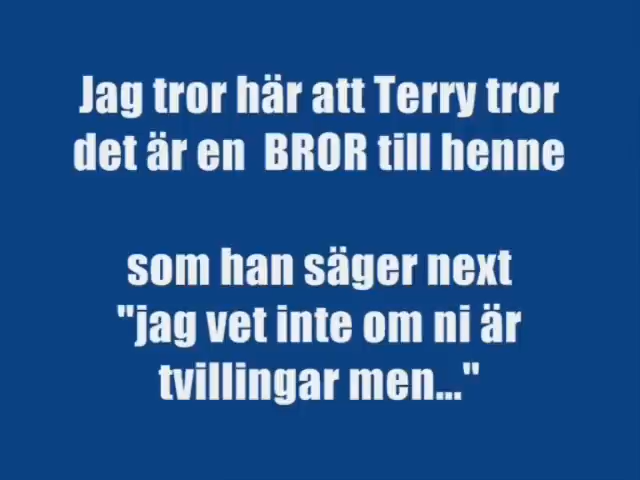 Jag tror här att Terry tror
det är en BROR till henne
som han säger next
"jag vet inte om ni är
tvillingar men..."